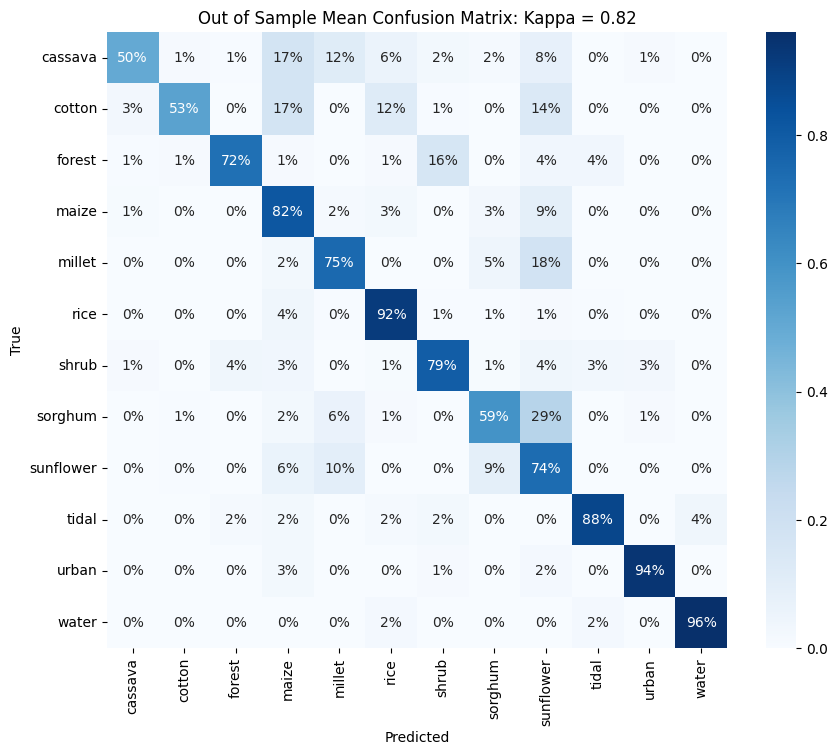 Out of Sample Mean Confusion Matrix: Kappa = 0.82
cassava 50% 1% 1% 17% 12% 6% 2% 2% 8% 0% 1% 0%
cotton 3% 53% 0% 17% 0% 12% 1% 0% 14% 0% 0% 0%
forest 1% 1% 72% 1% 0% 1% 16% 0% 4% 4% 0% 0%
maize 1% 0% 0% 82% 2% 3% 0% 3% 9% 0% 0% 0%
millet 0% 0% 0% 2% 75% 0% 0% 5% 18% 0% 0% 0%
rice 0% 0% 0% 4% 0% 92% 1% 1% 1% 0% 0% 0%
shrub 1% 0% 4% 3% 0% 1% 79% 1% 4% 3% 3% 0%
sorghum 0% 1% 0% 2% 6% 1% 0% 59% 29% 0% 1% 0%
sunflower 0% 0% 0% 6% 10% 0% 0% 9% 74% 0% 0% 0%
tidal 0% 0% 2% 2% 0% 2% 2% 0% 0% 88% 0% 4%
urban 0% 0% 0% 3% 0% 0% 1% 0% 2% 0% 94% 0%
water 0% 0% 0% 0% 0% 2% 0% 0% 0% 2% 0% 96%
cassava cotton forest maize millet rice shrub sorghum sunflower tidal urban water
Predicted
True
0.8
0.6
0.4
0.2
0.0